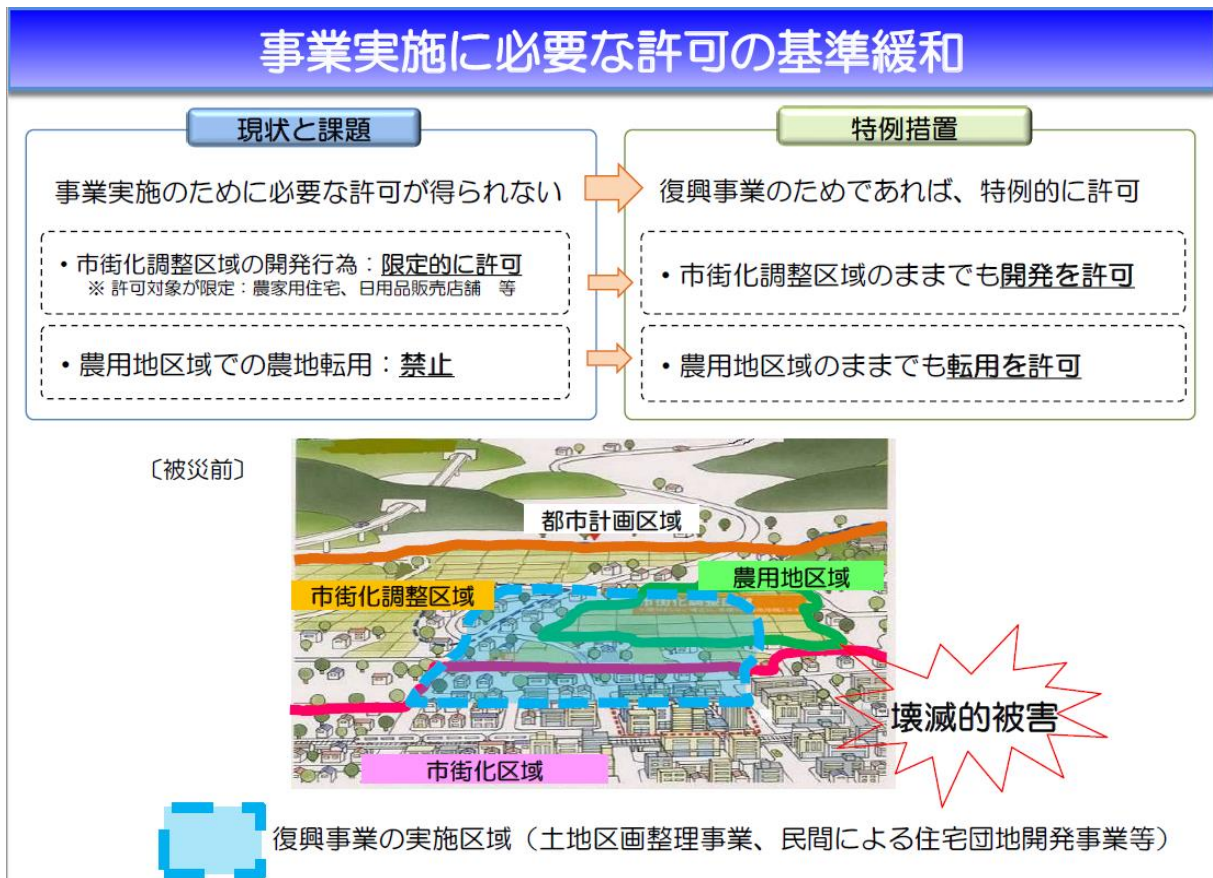 事業実施に必要な許可の基準緩和
現状と課題
事業実施のために必要な許可が得られない
・市街化調整区域の開発行為：限定的に許可
※ 許可対象が限定：農家用住宅、日用品販売店舗　等
・農用地区域での農地転用：禁止
特例措置
復興事業のためであれば、特例的に許可
・市街化調整区域のままでも開発を許可
・農用地区域のままでも転用を許可
〔被災前〕
都市計画区域
農用地区域
市街化調整区域
壊滅的被害
市街化区域
復興事業の実施区域（土地区画整理事業、民間による住宅団地開発事業等）